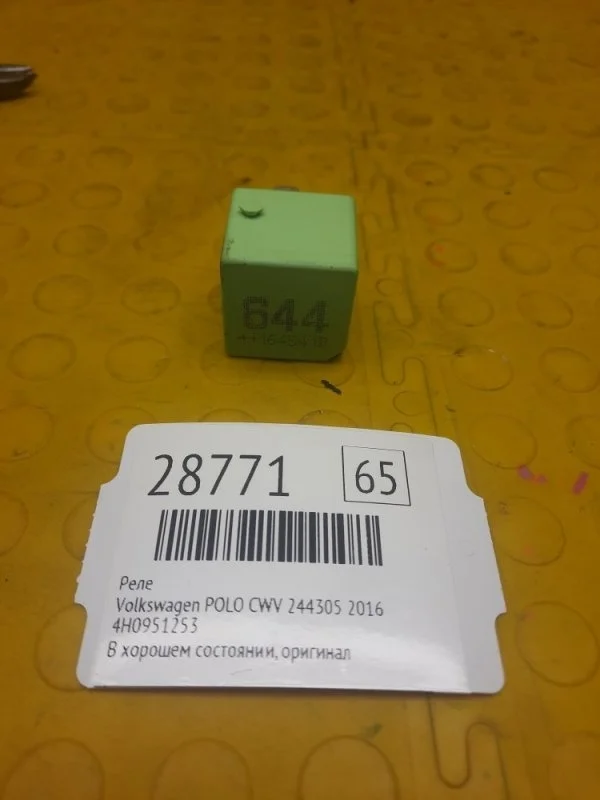 644
28771 65
Реле
Volkswagen POLO CWV 244305 2016
4H0951253
В хорошем состоянии, оригинал